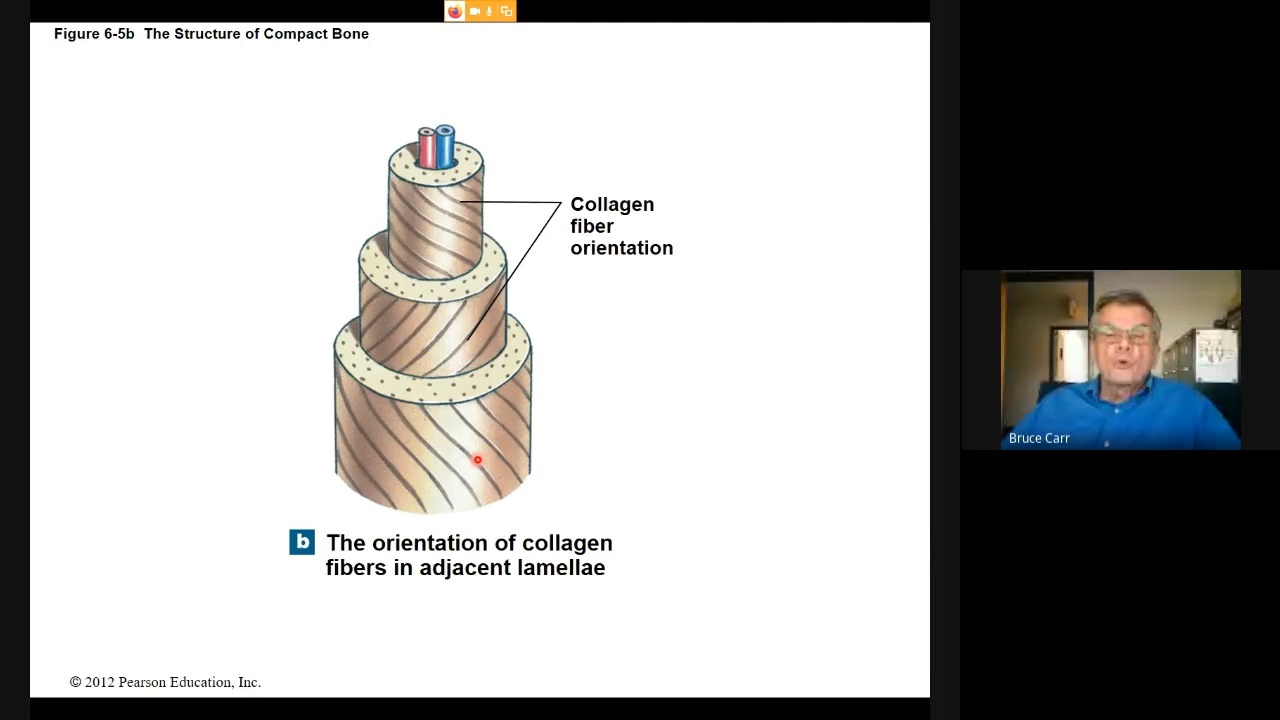 Figure 6-5b The Structure of Compact Bone
Collagen
fiber
orientation
b The orientation of collagen
fibers in adjacent lamellae
© 2012 Pearson Education, Inc.
Bruce Carr